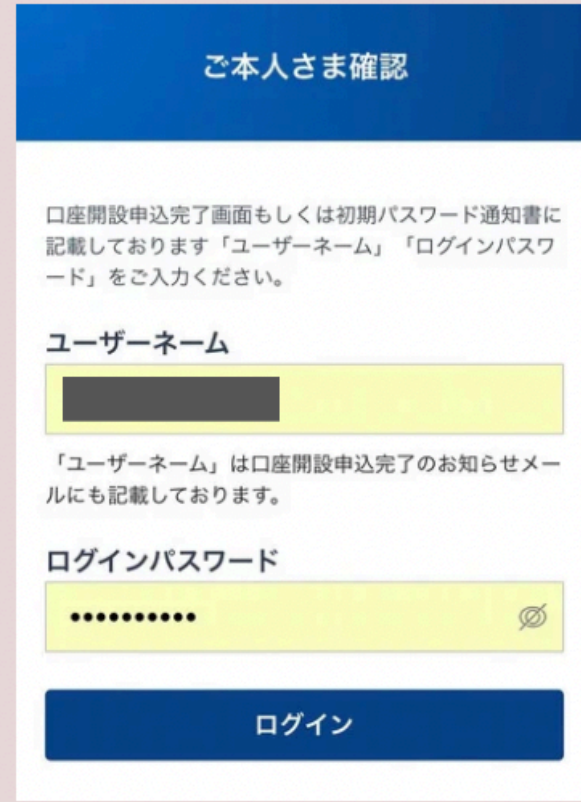 ご本人さま確認
口座開設申込完了画面もしくは初期パスワード通知書に
記載しております「ユーザーネーム」「ログインパスワ
ード」をご入力ください。
ユーザーネーム
「ユーザーネーム」は口座開設申込完了のお知らせメー
ルにも記載しております。
ログインパスワード
••••••••••
ログイン